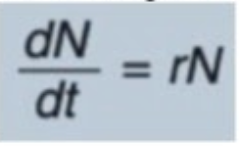 dN/dt = rN